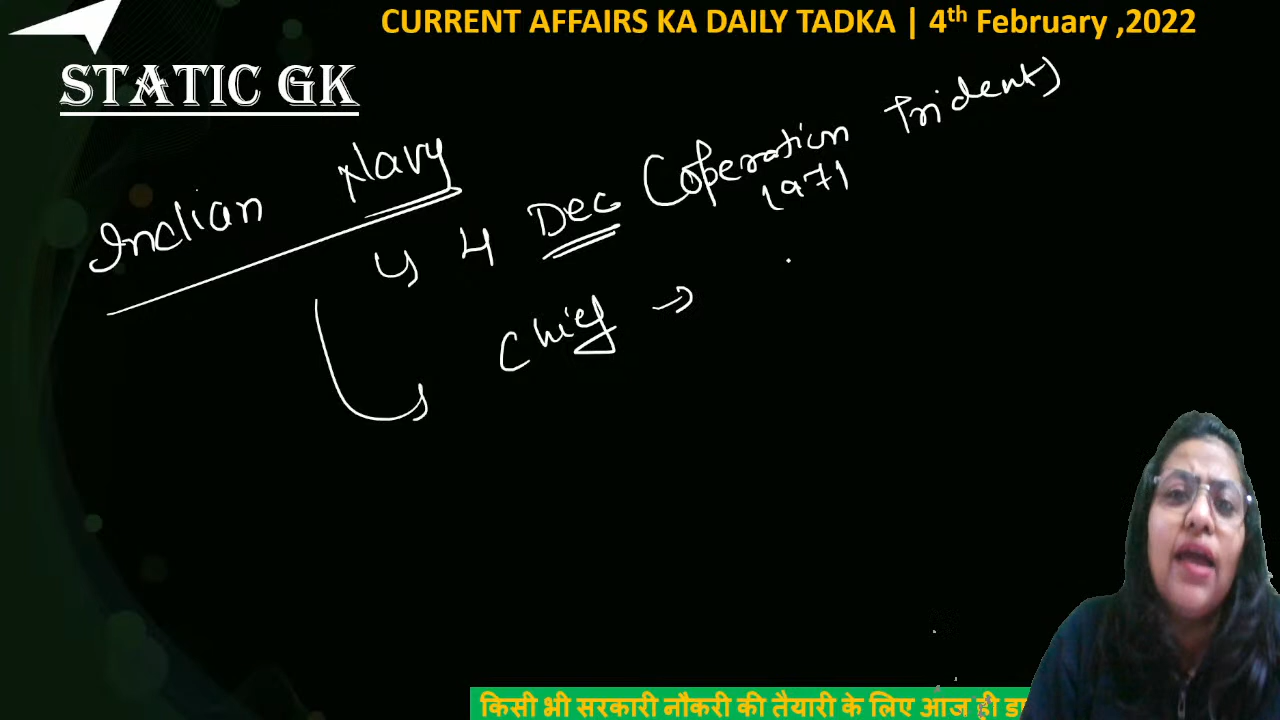 CURRENT AFFAIRS KA DAILY TADKA | 4th February ,2022
STATIC GK
Indian Navy
4 Dec (Operation Trident)
1971
Chief →
किसी भी सरकारी नौकरी की तैयारी के लिए आज ही